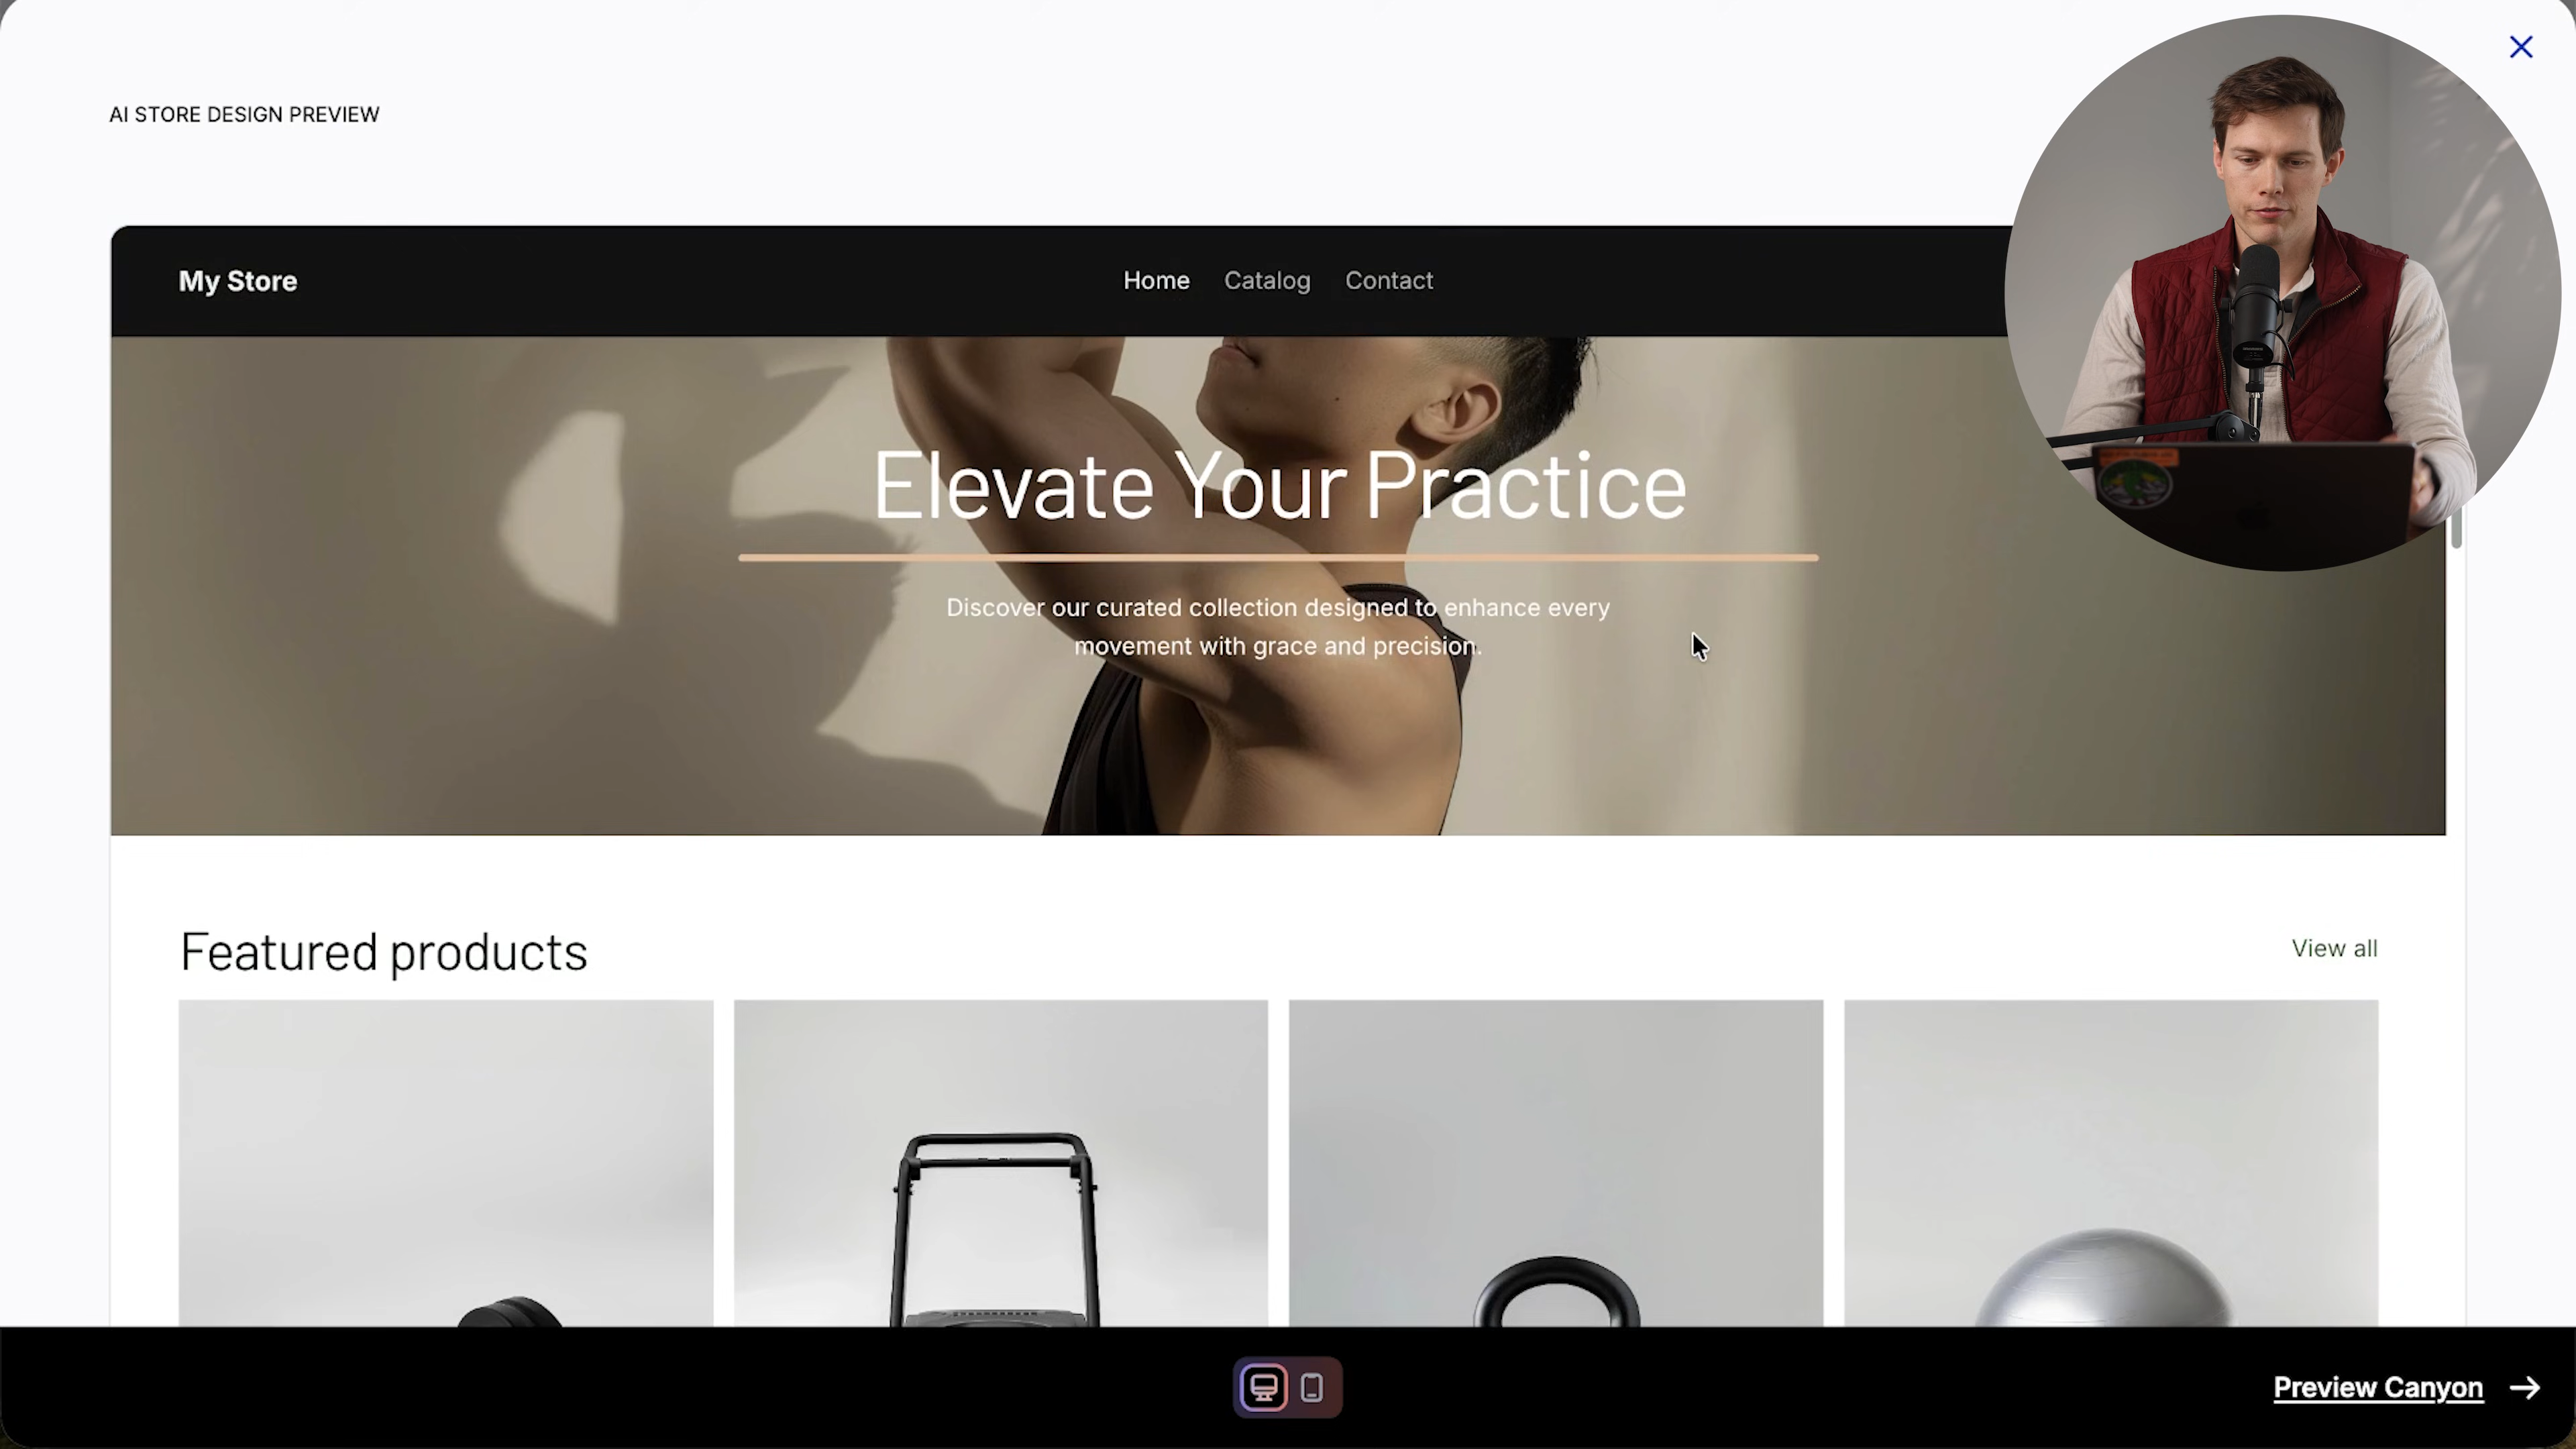 AI STORE DESIGN PREVIEW
My Store
Home Catalog Contact
Elevate Your Practice
Discover our curated collection designed to enhance every
movement with grace and precision.
Featured products
View all
Preview Canyon